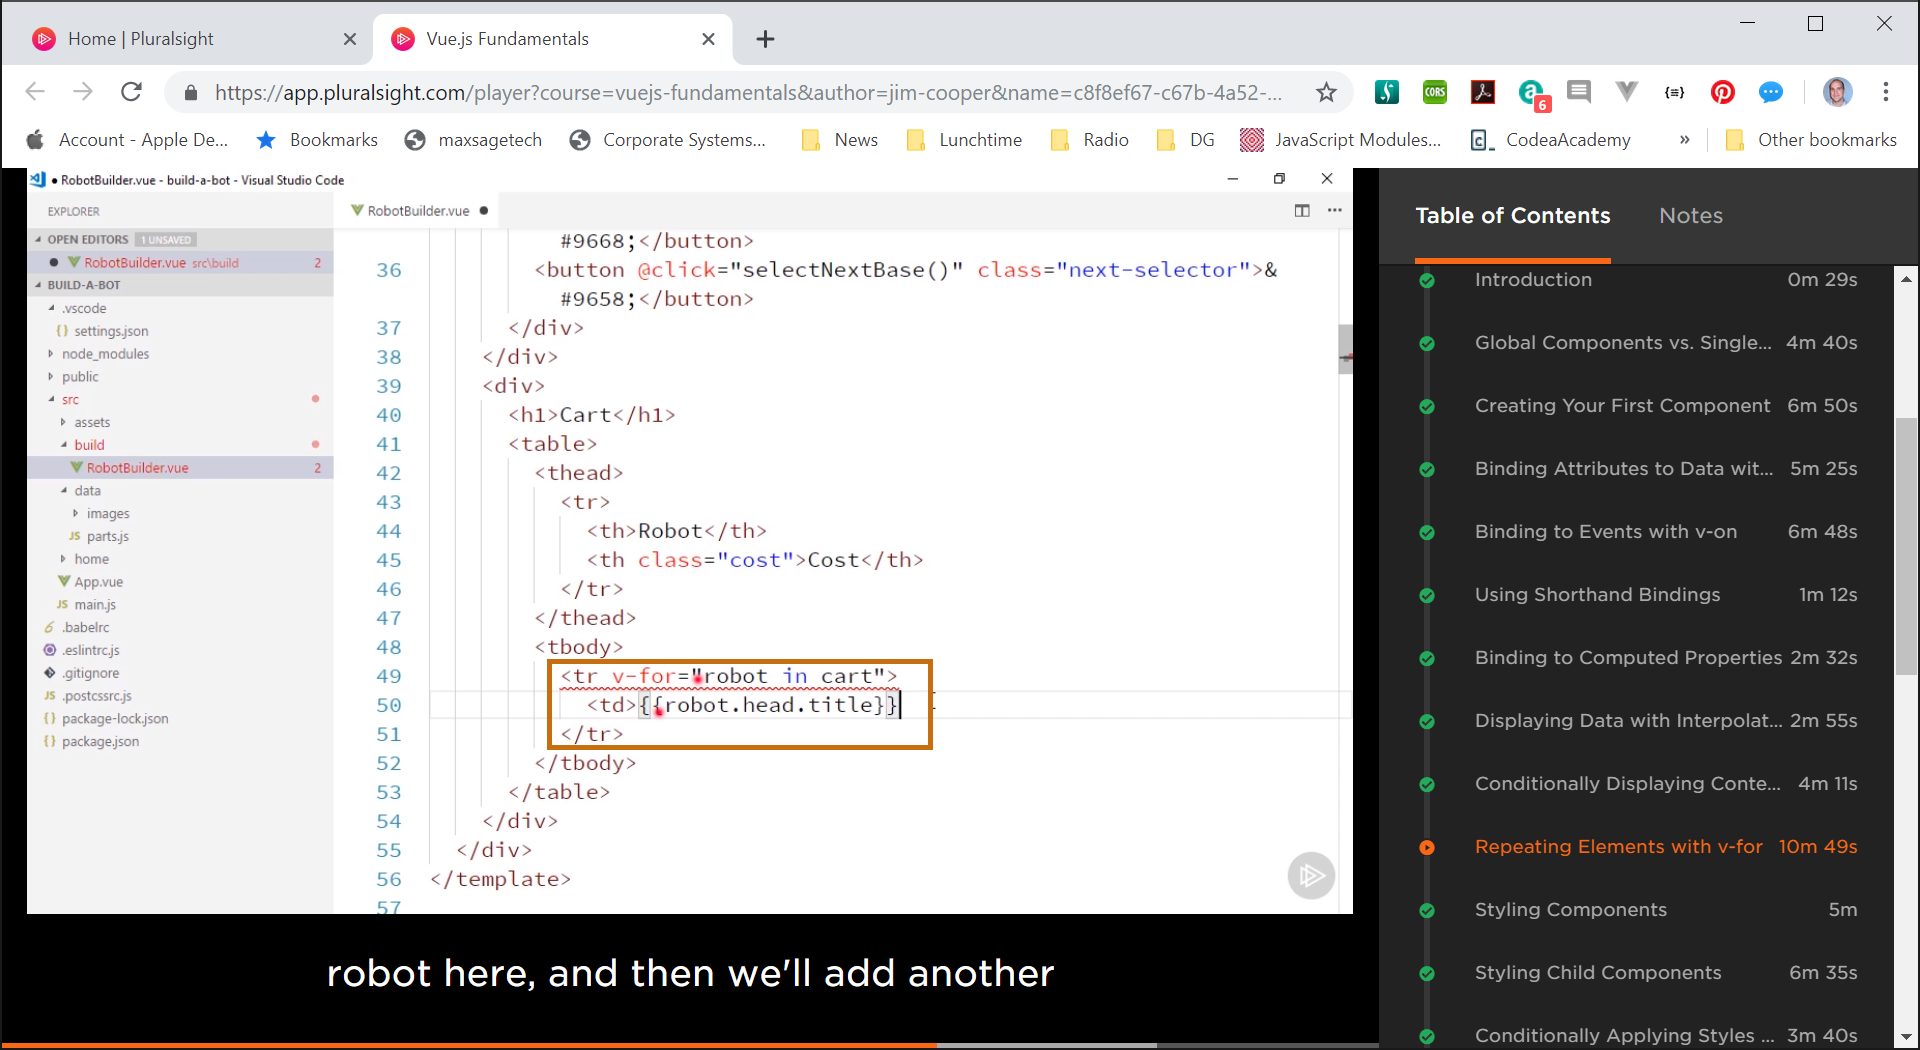 Home | Pluralsight
Vue.js Fundamentals
https://app.pluralsight.com/player?course=vuejs-fundamentals&author=jim-cooper&name=c8f8ef67-c67b-4a52-...
CORS
6
{≡}
Account - Apple De...
Bookmarks
maxsagetech
Corporate Systems...
News
Lunchtime
Radio
DG
JavaScript Modules...
CodeaAcademy
»
Other bookmarks
● RobotBuilder.vue - build-a-bot - Visual Studio Code
EXPLORER
OPEN EDITORS 1 UNSAVED
RobotBuilder.vue src\build 2
BUILD-A-BOT
.vscode
{} settings.json
node_modules
public
src
assets
build
RobotBuilder.vue 2
data
images
JS parts.js
home
App.vue
JS main.js
.babelrc
.eslintrc.js
.gitignore
JS .postcssrc.js
{} package-lock.json
{} package.json
RobotBuilder.vue ●
#9668;</button>
36 <button @click="selectNextBase()" class="next-selector">&
#9658;</button>
37 </div>
38 </div>
39 <div>
40 <h1>Cart</h1>
41 <table>
42 <thead>
43 <tr>
44 <th>Robot</th>
45 <th class="cost">Cost</th>
46 </tr>
47 </thead>
48 <tbody>
49 <tr v-for="robot in cart">
50 <td>{{robot.head.title}}
51 </tr>
52 </tbody>
53 </table>
54 </div>
55 </div>
56 </template>
57
robot here, and then we'll add another
Table of Contents
Notes
Introduction 0m 29s
Global Components vs. Single... 4m 40s
Creating Your First Component 6m 50s
Binding Attributes to Data wit... 5m 25s
Binding to Events with v-on 6m 48s
Using Shorthand Bindings 1m 12s
Binding to Computed Properties 2m 32s
Displaying Data with Interpolat... 2m 55s
Conditionally Displaying Conte... 4m 11s
Repeating Elements with v-for 10m 49s
Styling Components 5m
Styling Child Components 6m 35s
Conditionally Applying Styles ... 3m 40s